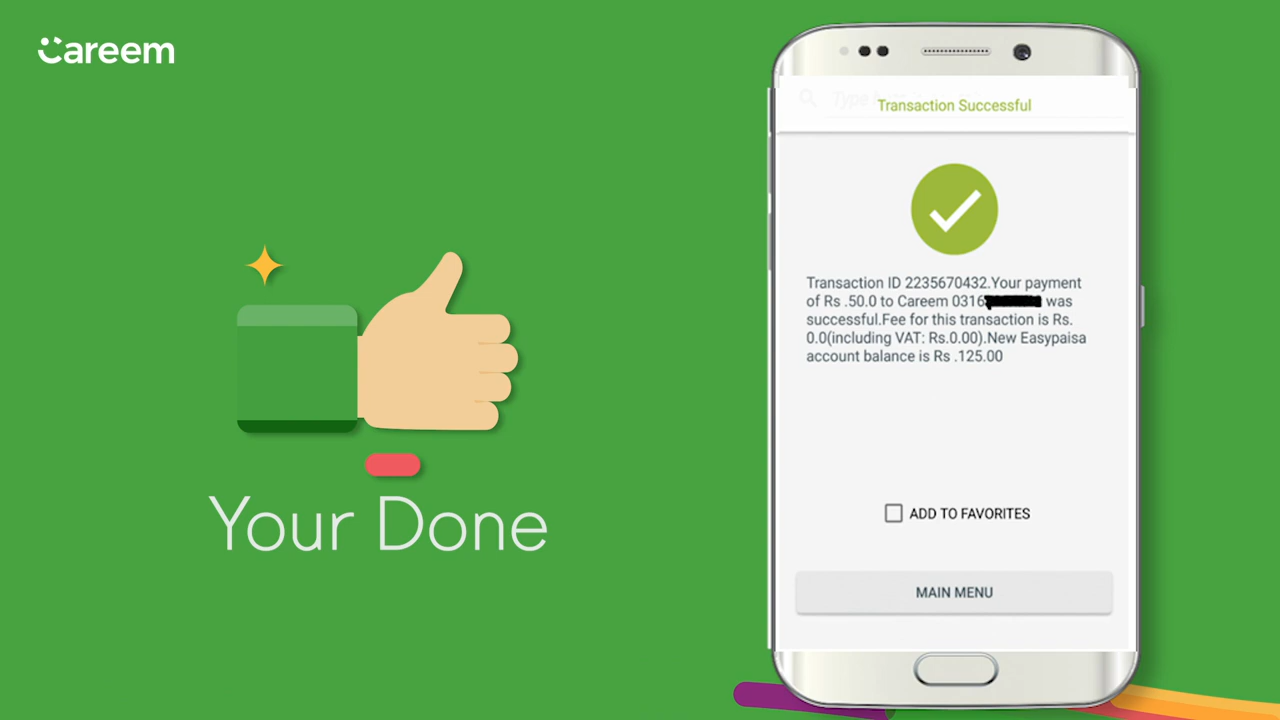 Careem
Your Done
Transaction Successful
Transaction ID 2235670432.Your payment
of Rs .50.0 to Careem 0316 was
successful.Fee for this transaction is Rs.
0.0(including VAT: Rs.0.00).New Easypaisa
account balance is Rs .125.00
ADD TO FAVORITES
MAIN MENU